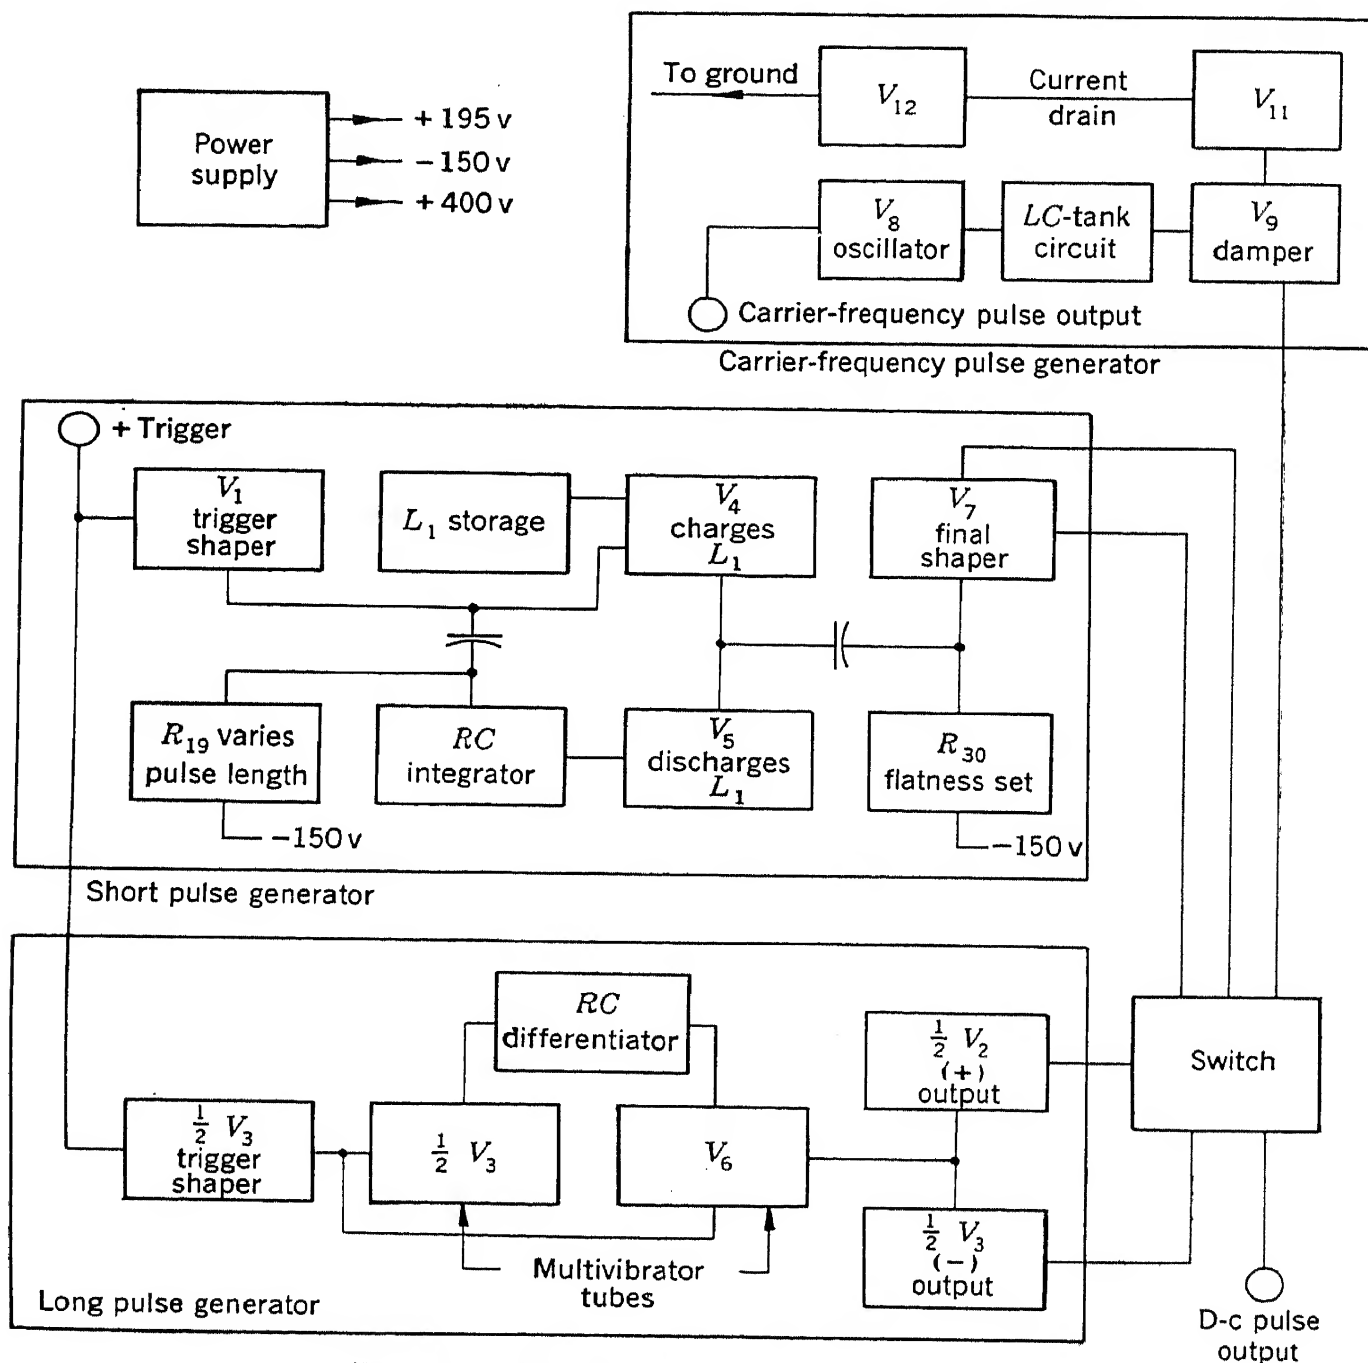 Power
supply
+ 195 v
− 150 v
+ 400 v
To ground
V12
Current
drain
V11
V8
oscillator
LC-tank
circuit
V9
damper
Carrier-frequency pulse output
Carrier-frequency pulse generator
+ Trigger
V1
trigger
shaper
L1 storage
V4
charges
L1
V7
final
shaper
R19 varies
pulse length
−150 v
RC
integrator
V5
discharges
L1
R30
flatness set
−150 v
Short pulse generator
RC
differentiator
½ V3
trigger
shaper
½ V3
V6
½ V2
(+)
output
Switch
½ V3
(−)
output
Multivibrator
tubes
Long pulse generator
D-c pulse
output